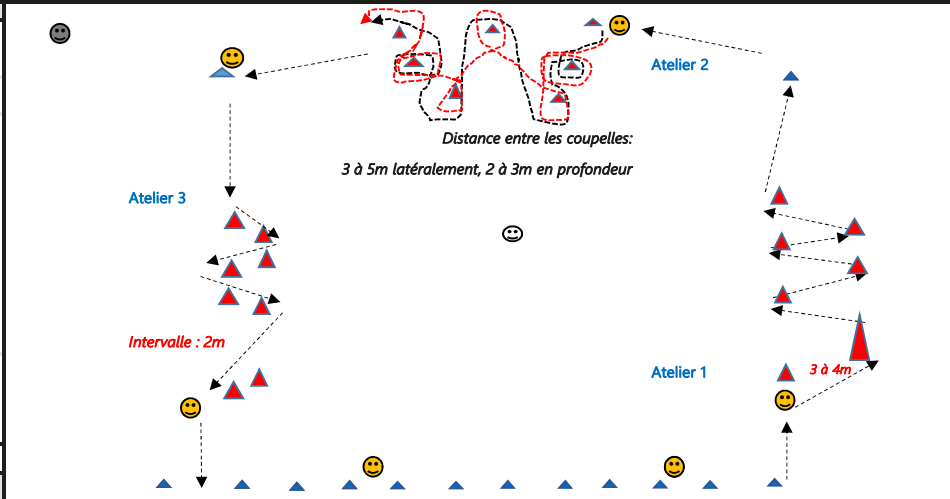 Atelier 2
Distance entre les coupelles:
3 à 5m latéralement, 2 à 3m en profondeur
Atelier 3
Intervalle : 2m
Atelier 1
3 à 4m